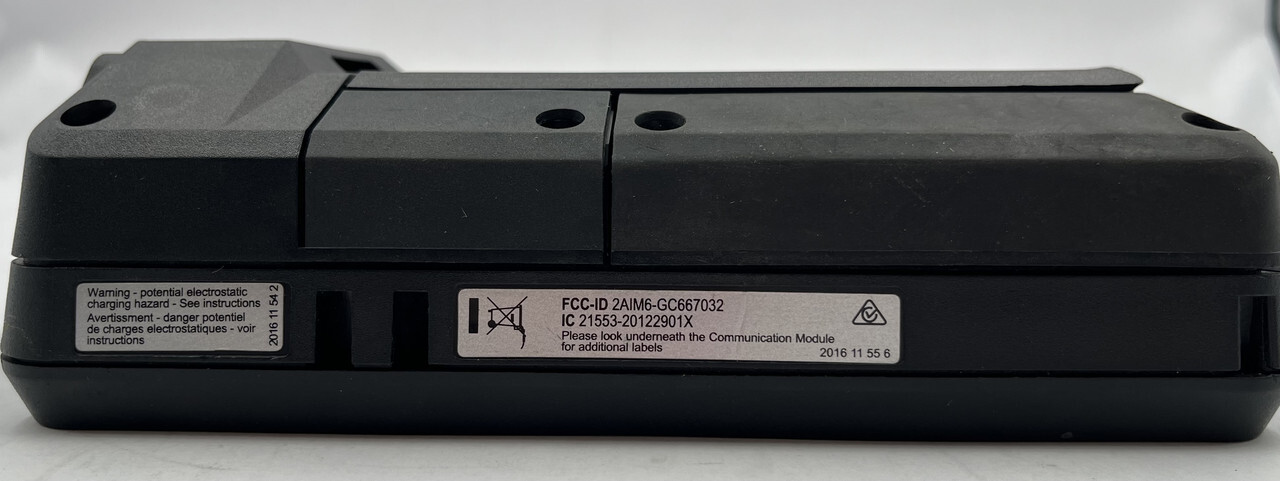 Warning - potential electrostatic
charging hazard - See instructions
Avertissement - danger potentiel
de charges electrostatiques - voir
instructions
2016 11 54 2
FCC-ID 2AIM6-GC667032
IC 21553-20122901X
Please look underneath the Communication Module
for additional labels
2016 11 55 6